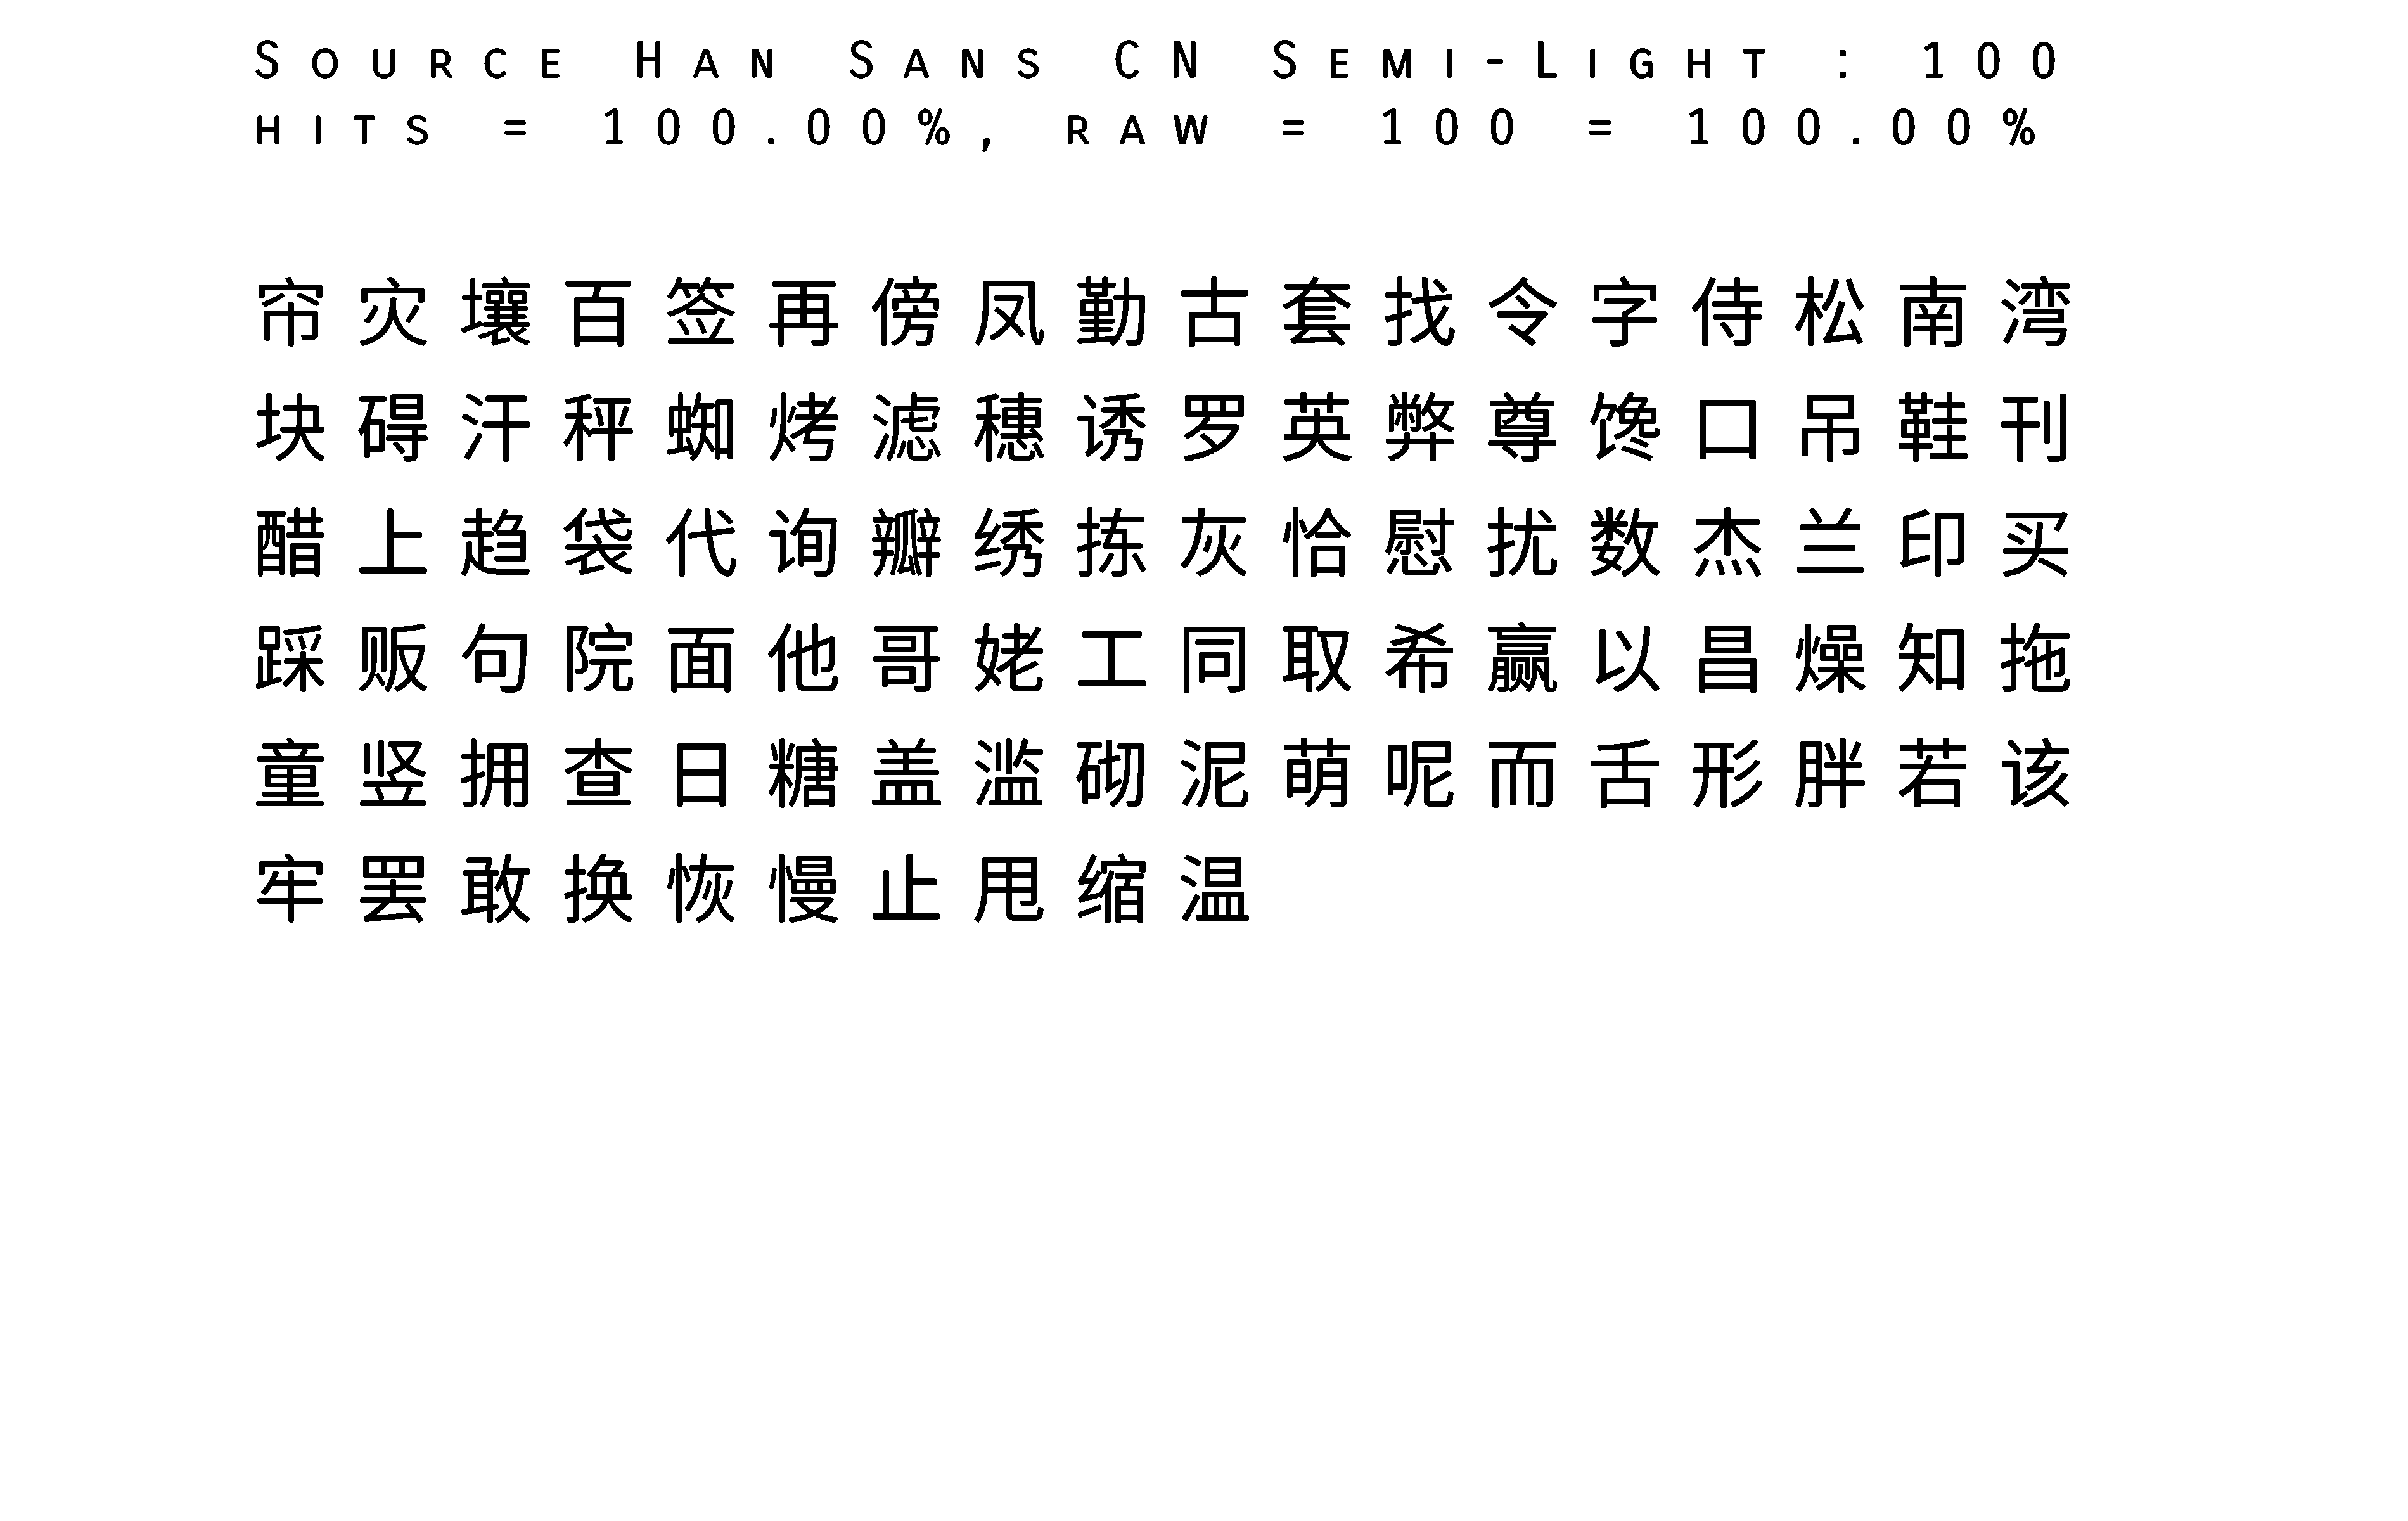 Source Han Sans CN Semi-Light : 100
hits = 100.00%, raw = 100 = 100.00%
帘灾壤百签再傍凤勤古套找令字侍松南湾
块碍汗秤蜘烤滤穗诱罗英弊尊馋口吊鞋刊
醋上趋袋代询瓣绣拣灰恰慰扰数杰兰印买
踩贩句院面他哥姥工同取希赢以昌燥知拖
童竖拥查日糖盖滥砌泥萌呢而舌形胖若该
牢罢敢换恢慢止甩缩温